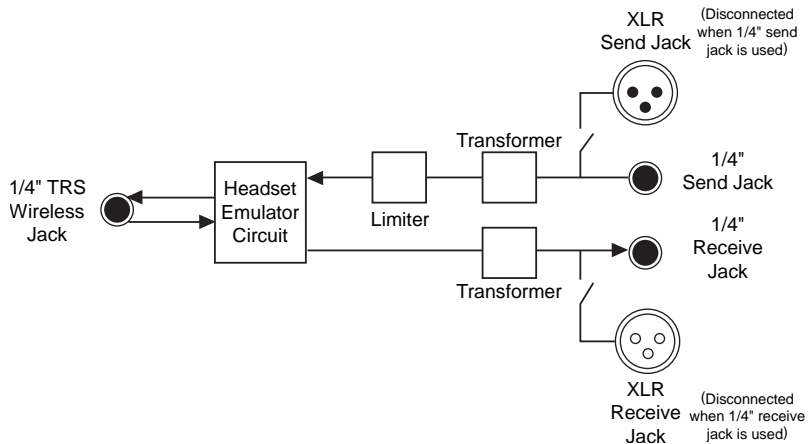 XLR
Send Jack
(Disconnected
when 1/4" send
jack is used)
Transformer
1/4"
Send Jack
1/4" TRS
Wireless
Jack
Headset
Emulator
Circuit
Limiter
1/4"
Receive
Jack
Transformer
XLR
Receive
Jack
(Disconnected
when 1/4" receive
jack is used)